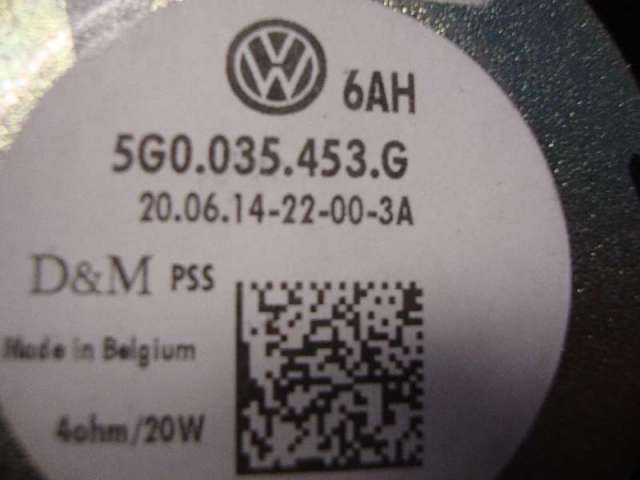 6AH
5G0.035.453.G
20.06.14-22-00-3A
D&M PSS
Made in Belgium
4ohm/20W